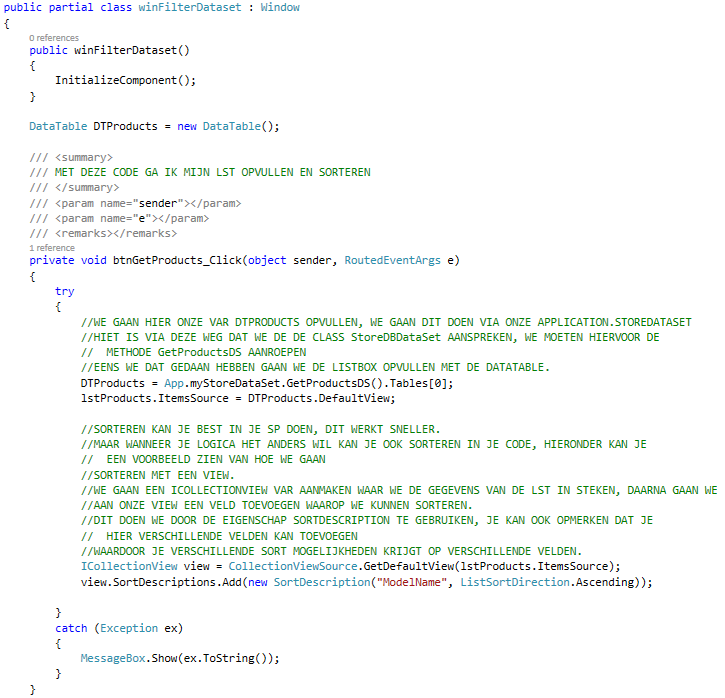 public partial class winFilterDataset : Window
{
0 references
public winFilterDataset()
{
InitializeComponent();
}
DataTable DTProducts = new DataTable();
/// <summary>
/// MET DEZE CODE GA IK MIJN LST OPVULLEN EN SORTEREN
/// </summary>
/// <param name="sender"></param>
/// <param name="e"></param>
/// <remarks></remarks>
1 reference
private void btnGetProducts_Click(object sender, RoutedEventArgs e)
{
try
{
//WE GAAN HIER ONZE VAR DTPRODUCTS OPVULLEN, WE GAAN DIT DOEN VIA ONZE APPLICATION.STOREDATASET
//HIET IS VIA DEZE WEG DAT WE DE DE CLASS StoreDBDataSet AANSPREKEN, WE MOETEN HIERVOOR DE
//  METHODE GetProductsDS AANROEPEN
//EENS WE DAT GEDAAN HEBBEN GAAN WE DE LISTBOX OPVULLEN MET DE DATATABLE.
DTProducts = App.myStoreDataSet.GetProductsDS().Tables[0];
lstProducts.ItemsSource = DTProducts.DefaultView;
//SORTEREN KAN JE BEST IN JE SP DOEN, DIT WERKT SNELLER.
//MAAR WANNEER JE LOGICA HET ANDERS WIL KAN JE OOK SORTEREN IN JE CODE, HIERONDER KAN JE
//  EEN VOORBEELD ZIEN VAN HOE WE GAAN
//SORTEREN MET EEN VIEW.
//WE GAAN EEN ICOLLECTIONVIEW VAR AANMAKEN WAAR WE DE GEGEVENS VAN DE LST IN STEKEN, DAARNA GAAN WE
//AAN ONZE VIEW EEN VELD TOEVOEGEN WAAROP WE KUNNEN SORTEREN.
//DIT DOEN WE DOOR DE EIGENSCHAP SORTDESCRIPTION TE GEBRUIKEN, JE KAN OOK OPMERKEN DAT JE
//  HIER VERSCHILLENDE VELDEN KAN TOEVOEGEN
//WAARDOOR JE VERSCHILLENDE SORT MOGELIJKHEDEN KRIJGT OP VERSCHILLENDE VELDEN.
ICollectionView view = CollectionViewSource.GetDefaultView(lstProducts.ItemsSource);
view.SortDescriptions.Add(new SortDescription("ModelName", ListSortDirection.Ascending));
}
catch (Exception ex)
{
MessageBox.Show(ex.ToString());
}
}